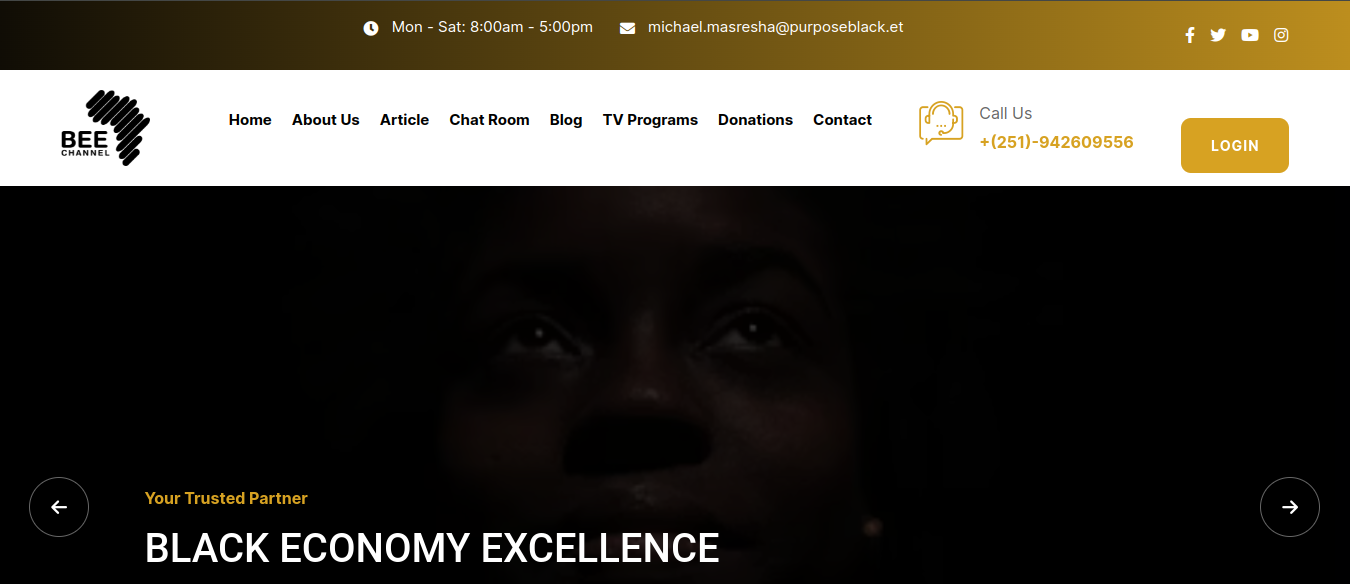 Mon - Sat: 8:00am - 5:00pm michael.masresha@purposeblack.et
BEE
CHANNEL
Home About Us Article Chat Room Blog TV Programs Donations Contact
Call Us
+(251)-942609556
LOGIN
Your Trusted Partner
BLACK ECONOMY EXCELLENCE